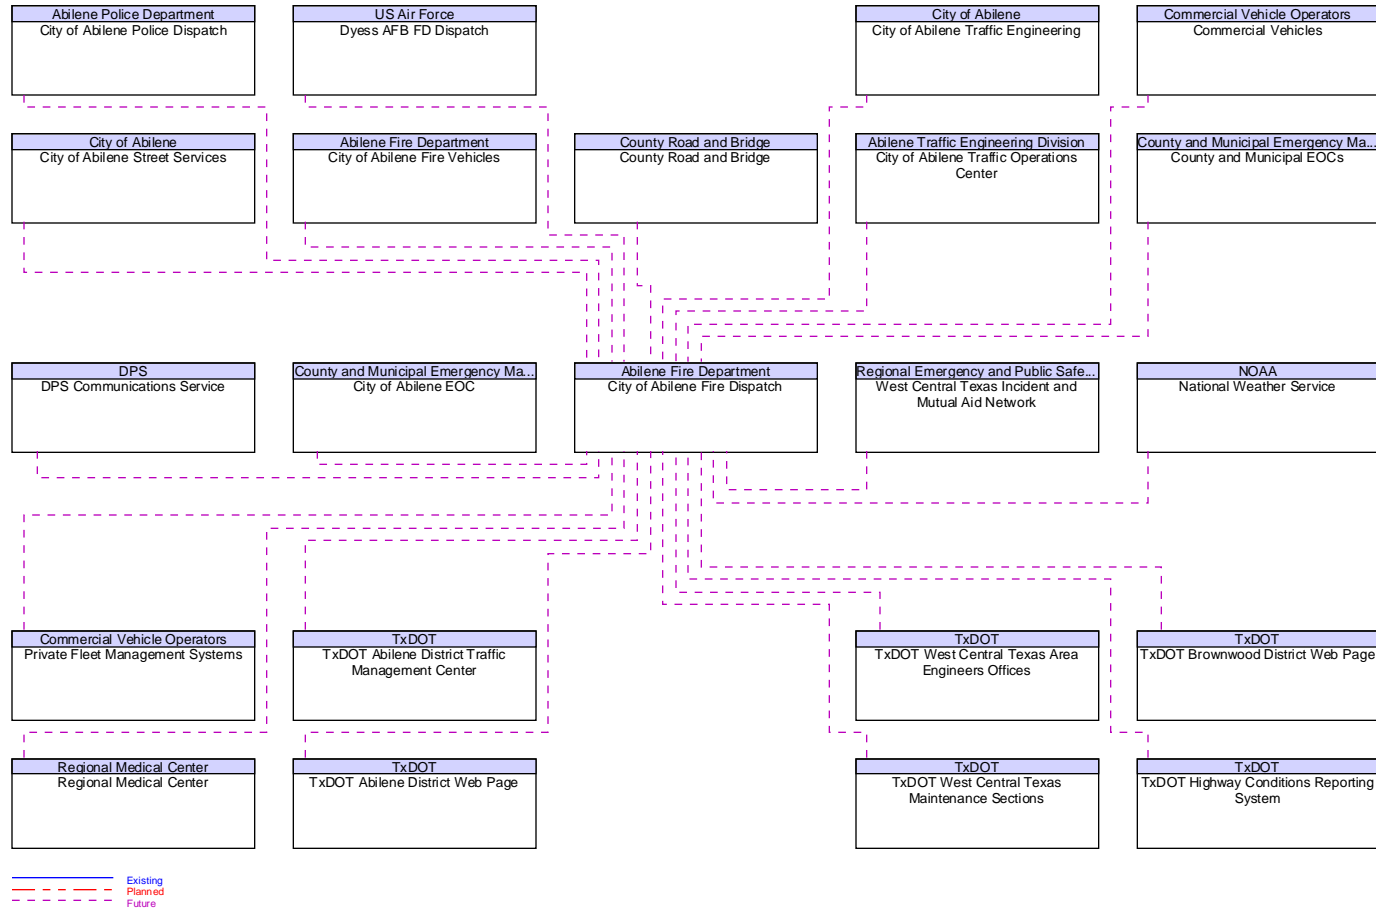 Abilene Police Department
City of Abilene Police Dispatch
US Air Force
Dyess AFB FD Dispatch
City of Abilene
City of Abilene Traffic Engineering
Commercial Vehicle Operators
Commercial Vehicles
City of Abilene
City of Abilene Street Services
Abilene Fire Department
City of Abilene Fire Vehicles
County Road and Bridge
County Road and Bridge
Abilene Traffic Engineering Division
City of Abilene Traffic Operations
Center
County and Municipal Emergency Ma...
County and Municipal EOCs
DPS
DPS Communications Service
County and Municipal Emergency Ma...
City of Abilene EOC
Abilene Fire Department
City of Abilene Fire Dispatch
Regional Emergency and Public Safe...
West Central Texas Incident and
Mutual Aid Network
NOAA
National Weather Service
Commercial Vehicle Operators
Private Fleet Management Systems
TxDOT
TxDOT Abilene District Traffic
Management Center
TxDOT
TxDOT West Central Texas Area
Engineers Offices
TxDOT
TxDOT Brownwood District Web Page
Regional Medical Center
Regional Medical Center
TxDOT
TxDOT Abilene District Web Page
TxDOT
TxDOT West Central Texas
Maintenance Sections
TxDOT
TxDOT Highway Conditions Reporting
System
Existing
Planned
Future